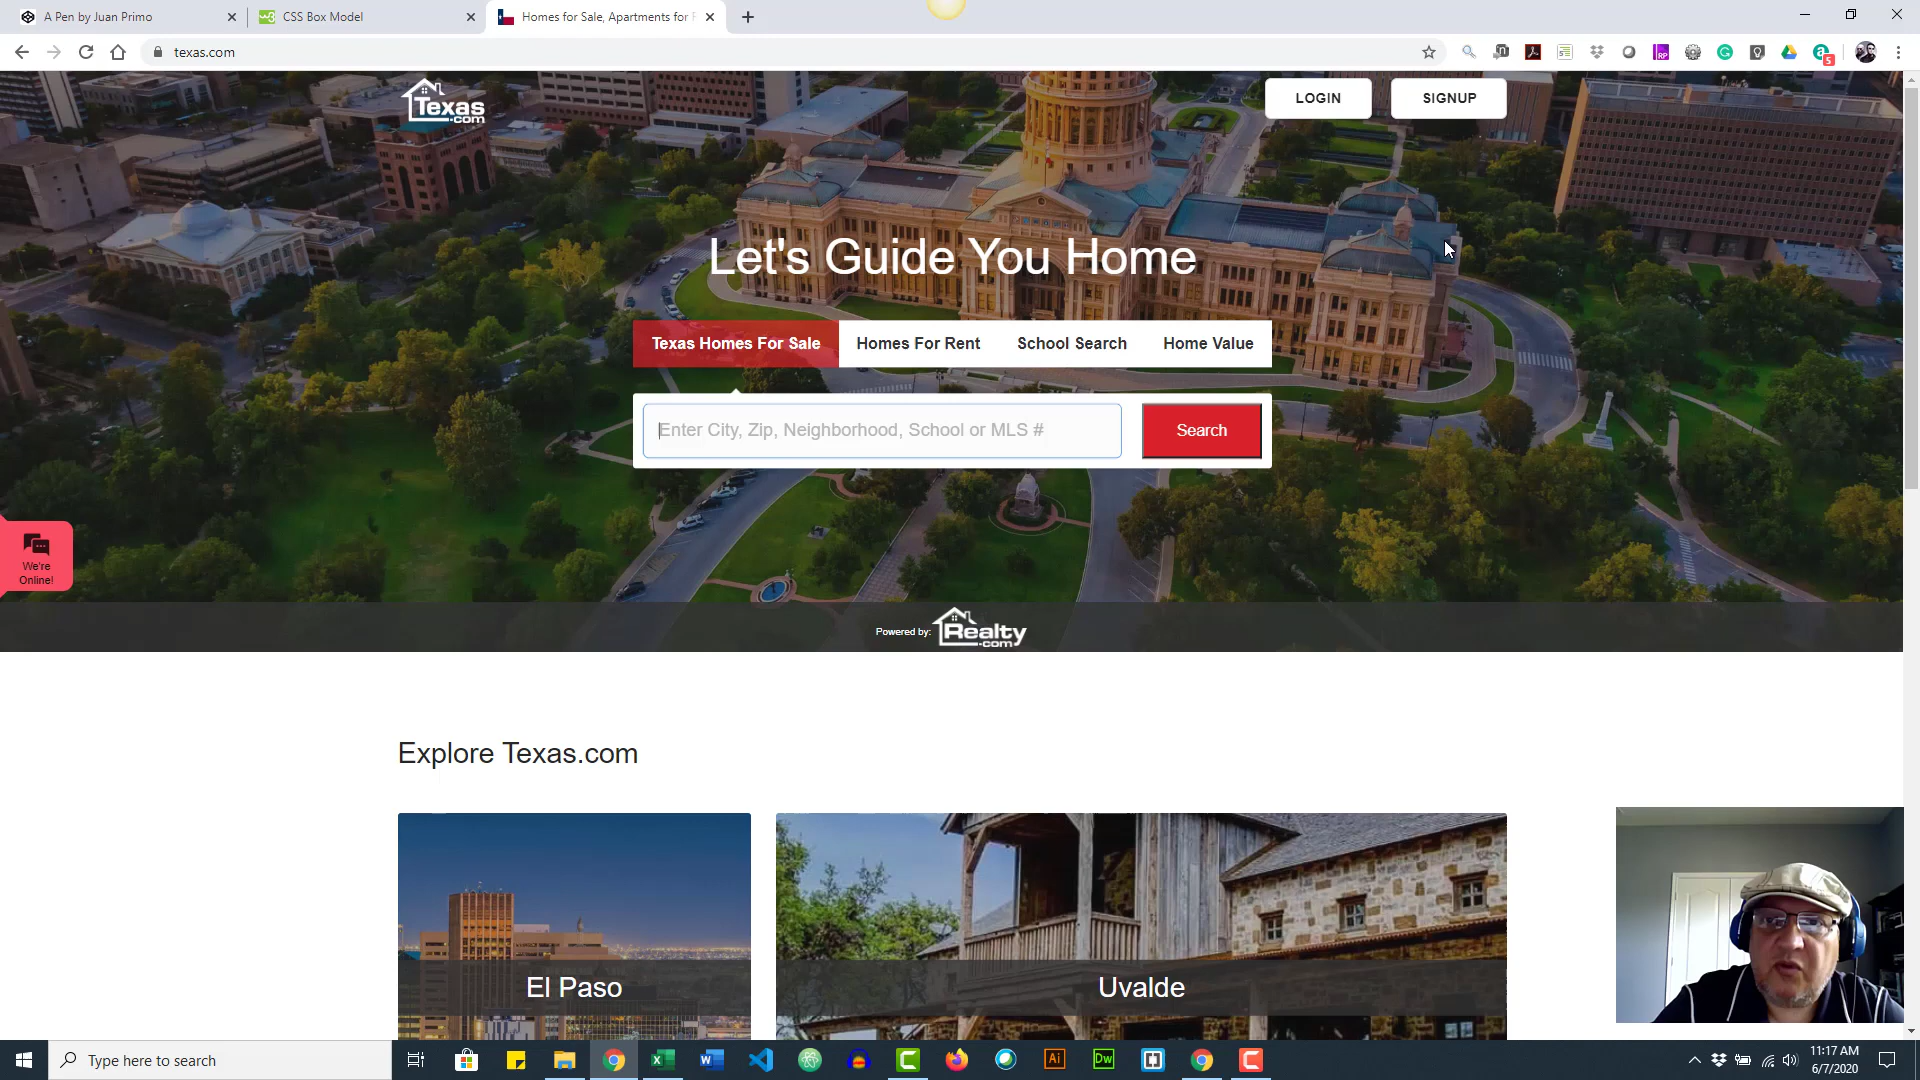 A Pen by Juan Primo
CSS Box Model
Homes for Sale, Apartments for R
texas.com
5
Texas
.com
LOGIN
SIGNUP
Let's Guide You Home
Texas Homes For Sale
Homes For Rent
School Search
Home Value
Enter City, Zip, Neighborhood, School or MLS #
Search
We're
Online!
Powered by:
Realty
.com
Explore Texas.com
El Paso
Uvalde
Type here to search
11:17 AM
6/7/2020